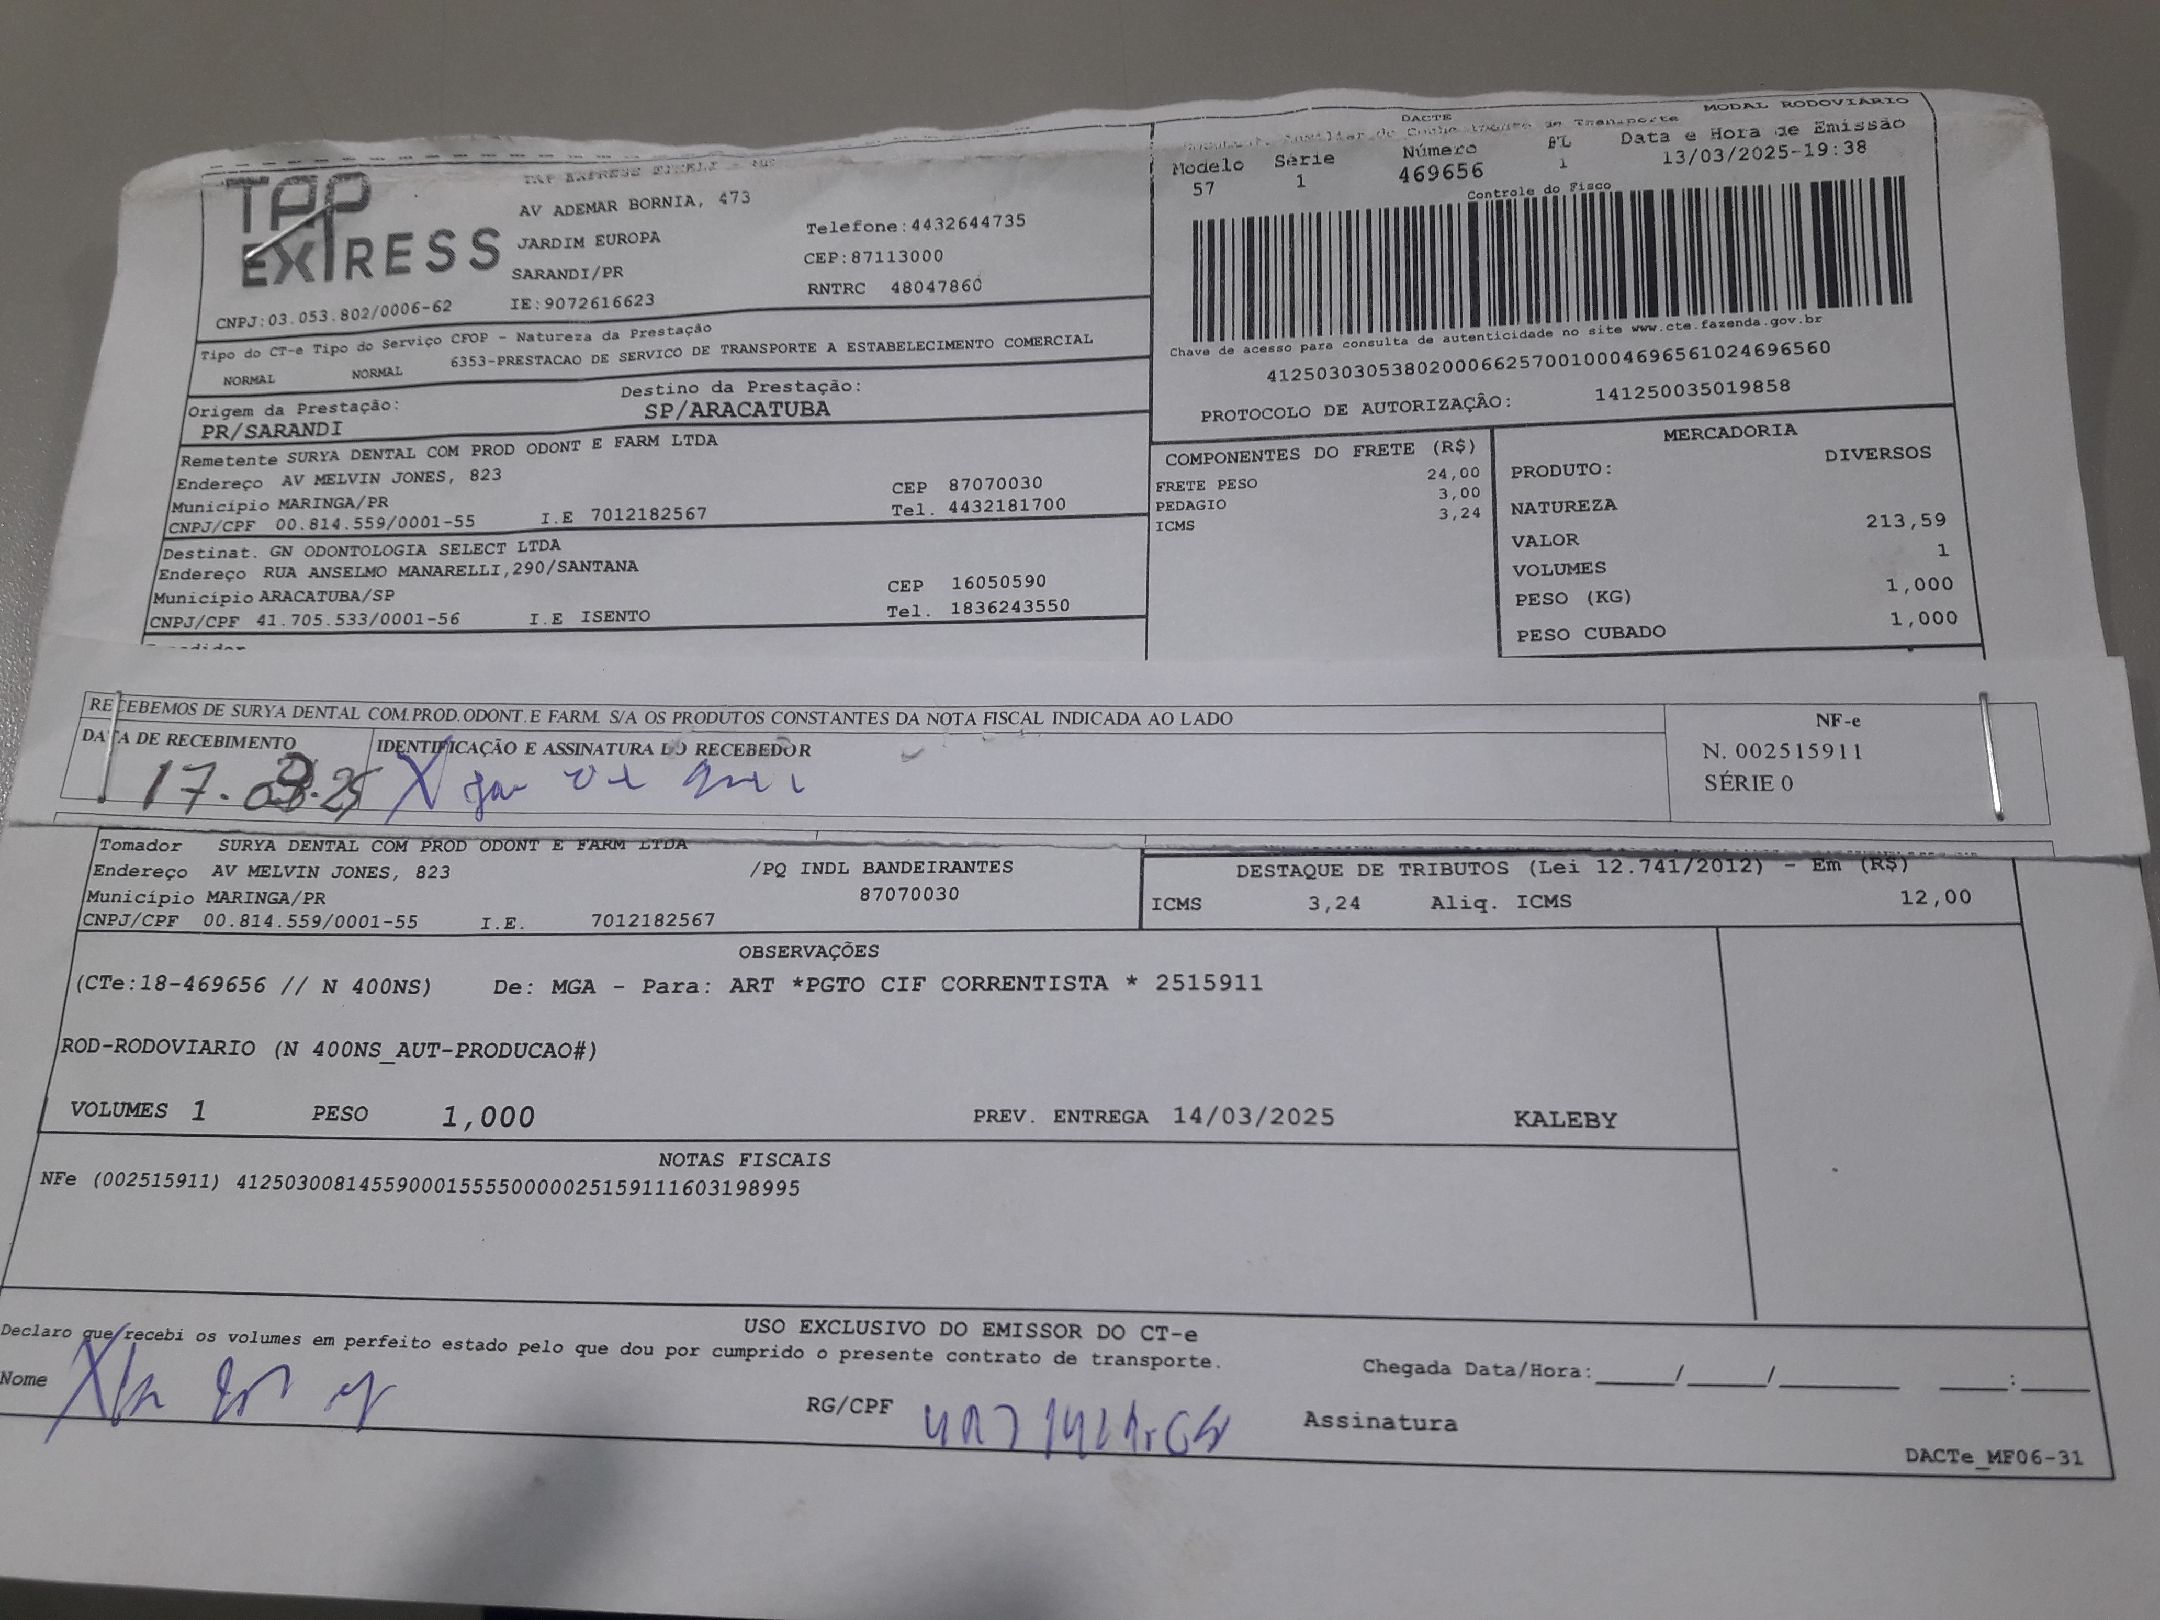 TAP
EXPRESS
TAP EXPRESS EIRELI
AV ADEMAR BORNIA, 473
JARDIM EUROPA
SARANDI/PR
Telefone:4432644735
CEP:87113000
RNTRC 48047860
CNPJ:03.053.802/0006-62 IE:9072616623
DACTE MODAL RODOVIÁRIO
Modelo Série Número FL Data e Hora de Emissão
57 1 469656 1 13/03/2025-19:38
Controle do Fisco
Chave de acesso para consulta de autenticidade no site www.cte.fazenda.gov.br
41250303053802000662570010004696561024696560
PROTOCOLO DE AUTORIZAÇÃO: 141250035019858
Tipo do CT-e Tipo do Serviço CFOP - Natureza da Prestação
NORMAL NORMAL 6353-PRESTACAO DE SERVICO DE TRANSPORTE A ESTABELECIMENTO COMERCIAL
Origem da Prestação: Destino da Prestação:
PR/SARANDI SP/ARACATUBA
Remetente SURYA DENTAL COM PROD ODONT E FARM LTDA
Endereço AV MELVIN JONES, 823 CEP 87070030
Município MARINGA/PR Tel. 4432181700
CNPJ/CPF 00.814.559/0001-55 I.E 7012182567
Destinat. GN ODONTOLOGIA SELECT LTDA
Endereço RUA ANSELMO MANARELLI,290/SANTANA CEP 16050590
Município ARACATUBA/SP Tel. 1836243550
CNPJ/CPF 41.705.533/0001-56 I.E ISENTO
COMPONENTES DO FRETE (R$)
FRETE PESO 24,00
PEDAGIO 3,00
ICMS 3,24
MERCADORIA
PRODUTO: DIVERSOS
NATUREZA
VALOR 213,59
VOLUMES 1
PESO (KG) 1,000
PESO CUBADO 1,000
RECEBEMOS DE SURYA DENTAL COM.PROD.ODONT.E FARM. S/A OS PRODUTOS CONSTANTES DA NOTA FISCAL INDICADA AO LADO
DATA DE RECEBIMENTO IDENTIFICAÇÃO E ASSINATURA DO RECEBEDOR
17.03.25 X
NF-e
N. 002515911
SÉRIE 0
Tomador SURYA DENTAL COM PROD ODONT E FARM LTDA
Endereço AV MELVIN JONES, 823 /PQ INDL BANDEIRANTES
Município MARINGA/PR 87070030
CNPJ/CPF 00.814.559/0001-55 I.E. 7012182567
DESTAQUE DE TRIBUTOS (Lei 12.741/2012) - Em (R$)
ICMS 3,24 Aliq. ICMS 12,00
OBSERVAÇÕES
(CTe:18-469656 // N 400NS) De: MGA - Para: ART *PGTO CIF CORRENTISTA * 2515911
ROD-RODOVIARIO (N 400NS_AUT-PRODUCAO#)
VOLUMES 1 PESO 1,000 PREV. ENTREGA 14/03/2025 KALEBY
NOTAS FISCAIS
NFe (002515911) 41250300814559000155550000025159111603198995
USO EXCLUSIVO DO EMISSOR DO CT-e
Declaro que recebi os volumes em perfeito estado pelo que dou por cumprido o presente contrato de transporte.
Chegada Data/Hora:_____/_____/_______ ____:____
Nome X RG/CPF Assinatura
DACTe_MF06-31